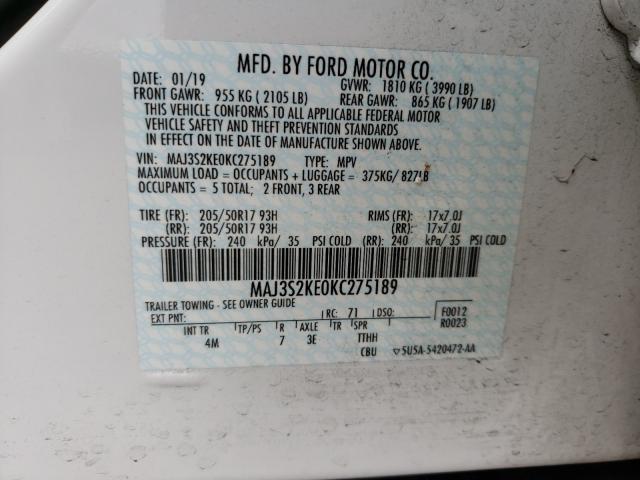 MFD. BY FORD MOTOR CO.
DATE: 01/19 GVWR: 1810 KG ( 3990 LB)
FRONT GAWR: 955 KG ( 2105 LB) REAR GAWR: 865 KG ( 1907 LB)
THIS VEHICLE CONFORMS TO ALL APPLICABLE FEDERAL MOTOR
VEHICLE SAFETY AND THEFT PREVENTION STANDARDS
IN EFFECT ON THE DATE OF MANUFACTURE SHOWN ABOVE.
VIN: MAJ3S2KE0KC275189 TYPE: MPV
MAXIMUM LOAD = OCCUPANTS + LUGGAGE = 375KG/ 827LB
OCCUPANTS = 5 TOTAL; 2 FRONT, 3 REAR
TIRE (FR): 205/50R17 93H RIMS (FR): 17x7.0J
(RR): 205/50R17 93H (RR): 17x7.0J
PRESSURE (FR): 240 kPa/ 35 PSI COLD (RR): 240 kPa/ 35 PSI COLD
MAJ3S2KE0KC275189
TRAILER TOWING - SEE OWNER GUIDE
EXT PNT: RC: 71 DSO: F0012
R0023
INT TR TP/PS R AXLE TR SPR
4M 7 3E TTHH
CBU 5U5A-5420472-AA